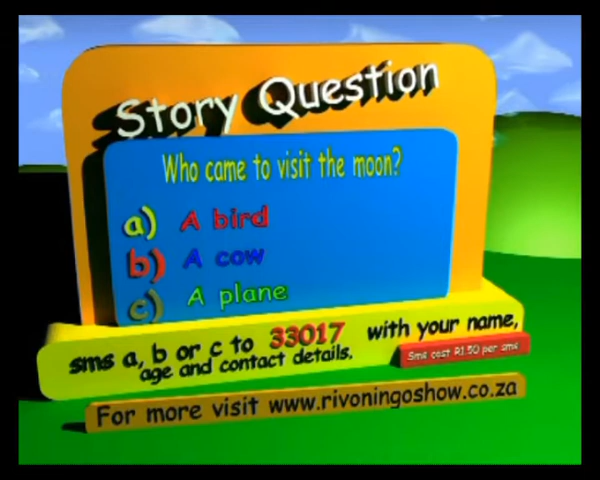 Story Question
Who came to visit the moon?
a) A bird
b) A cow
c) A plane
sms a, b or c to 33017 with your name,
age and contact details.
Sms cost R1.50 per sms
For more visit www.rivoningoshow.co.za